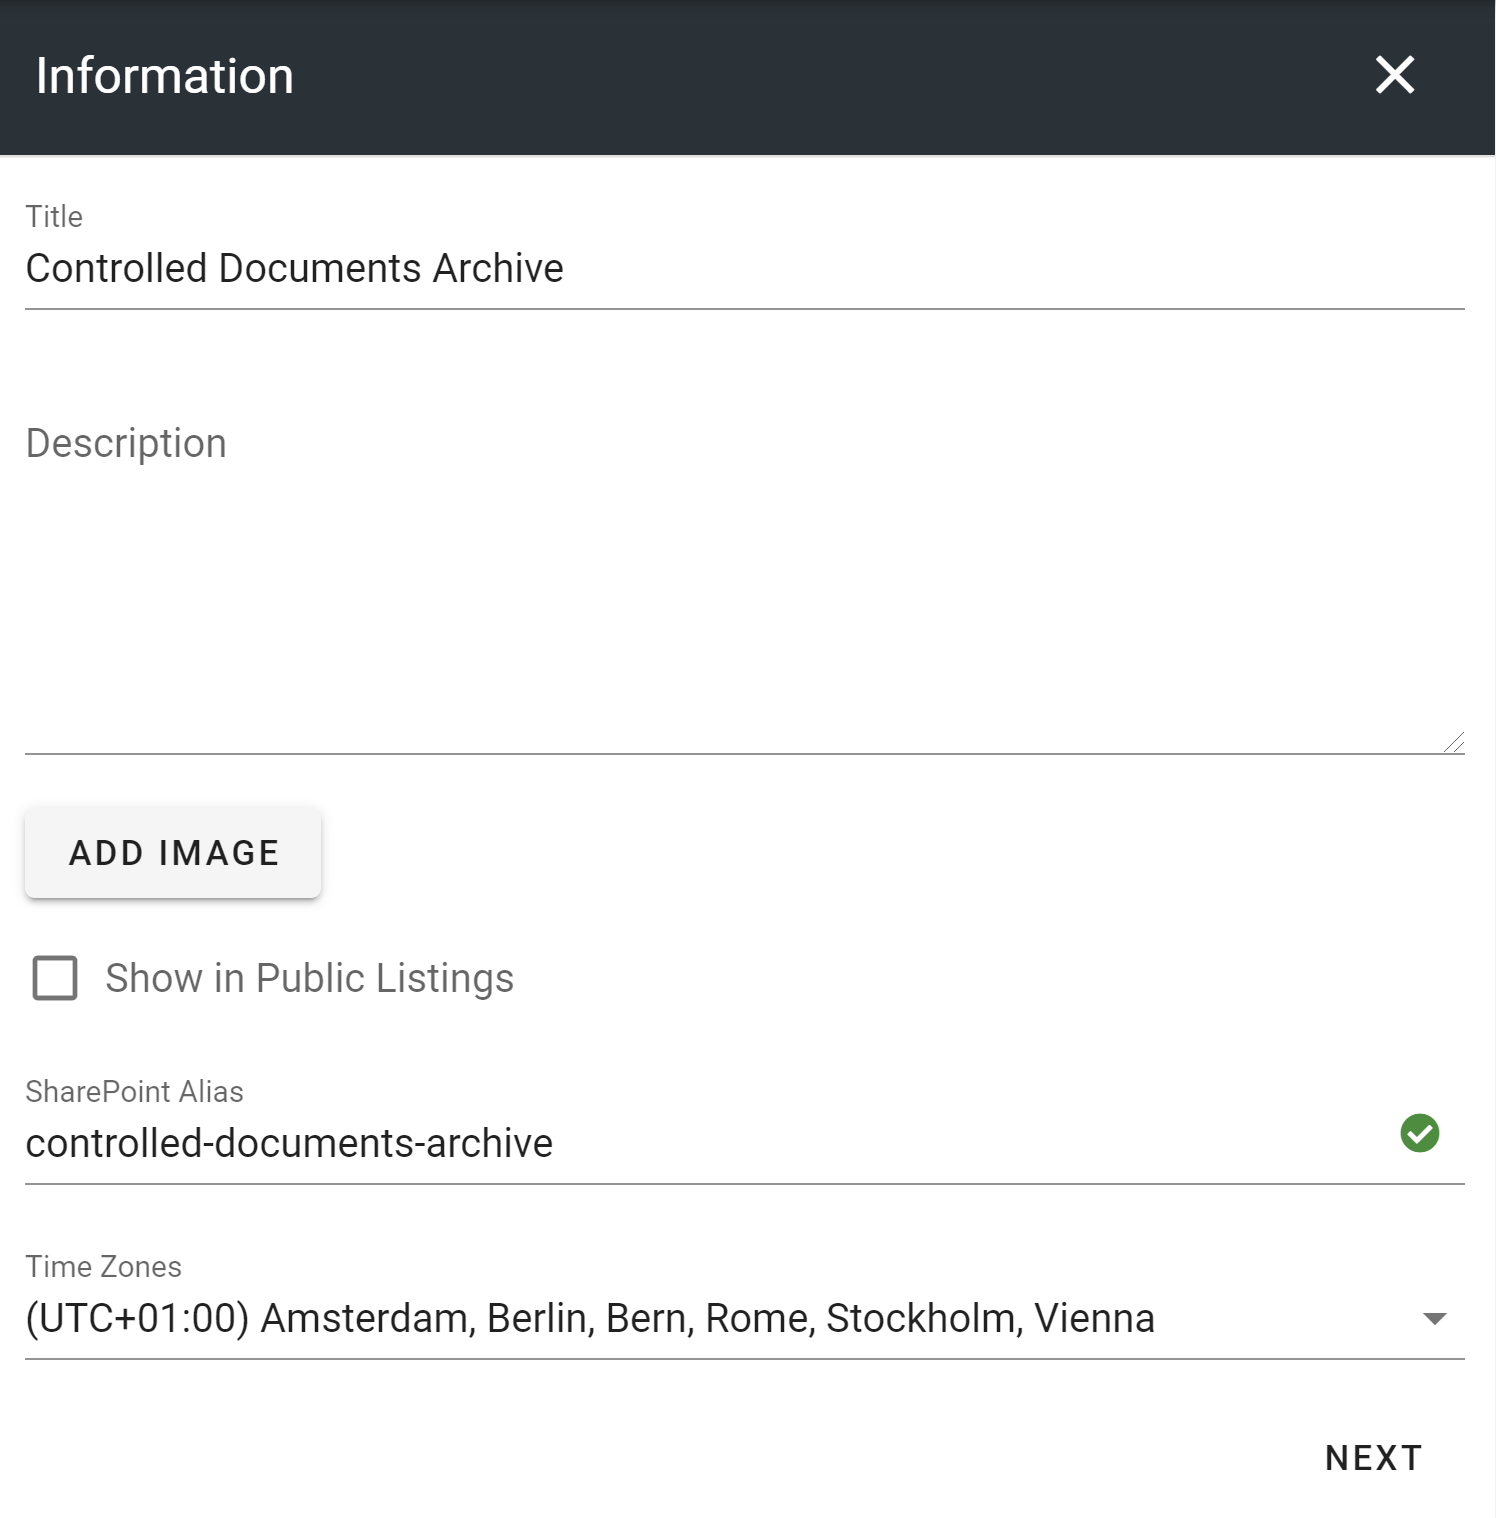 Information
Title
Controlled Documents Archive
Description
ADD IMAGE
Show in Public Listings
SharePoint Alias
controlled-documents-archive
Time Zones
(UTC+01:00) Amsterdam, Berlin, Bern, Rome, Stockholm, Vienna
NEXT